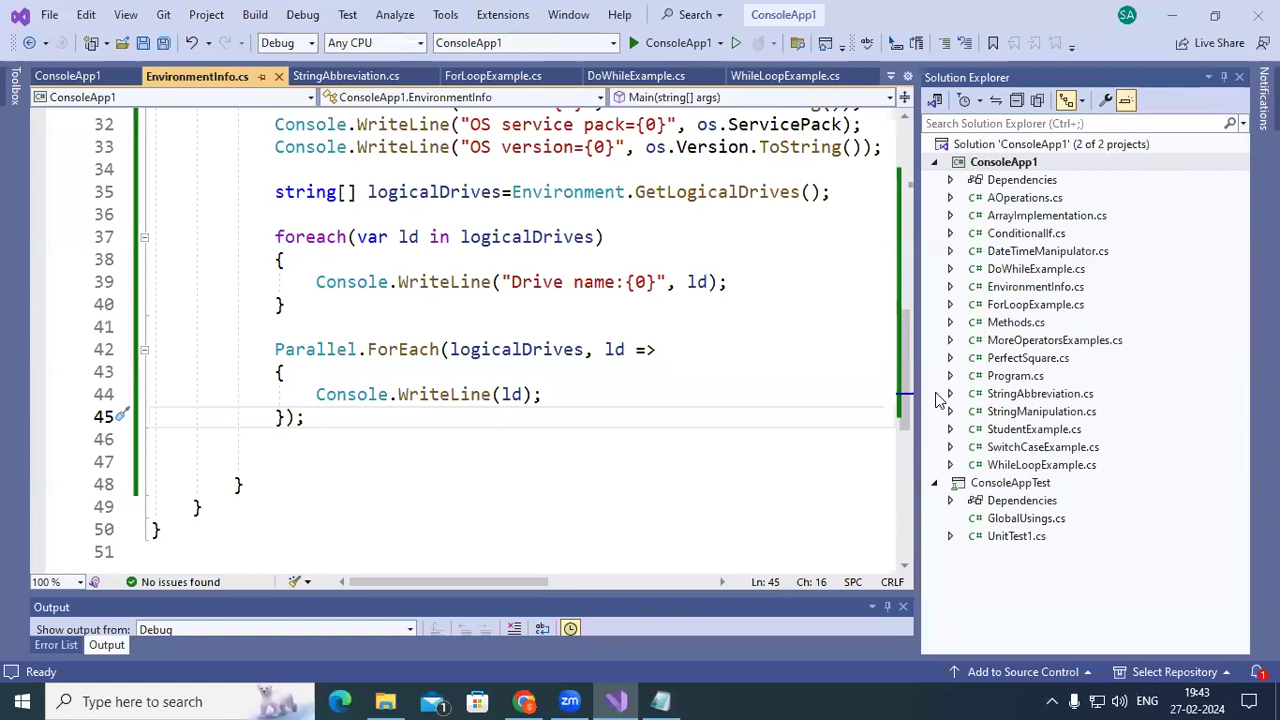 File Edit View Git Project Build Debug Test Analyze Tools Extensions Window Help Search ConsoleApp1 SA
Debug Any CPU ConsoleApp1 ConsoleApp1 Live Share
Toolbox
ConsoleApp1 EnvironmentInfo.cs StringAbbreviation.cs ForLoopExample.cs DoWhileExample.cs WhileLoopExample.cs
ConsoleApp1 ConsoleApp1.EnvironmentInfo Main(string[] args)
32 Console.WriteLine("OS service pack={0}", os.ServicePack);
33 Console.WriteLine("OS version={0}", os.Version.ToString());
34
35 string[] logicalDrives=Environment.GetLogicalDrives();
36
37 foreach(var ld in logicalDrives)
38 {
39 Console.WriteLine("Drive name:{0}", ld);
40 }
41
42 Parallel.ForEach(logicalDrives, ld =>
43 {
44 Console.WriteLine(ld);
45 });
46
47
48 }
49 }
50 }
51
100 % No issues found Ln: 45 Ch: 16 SPC CRLF
Output
Show output from: Debug
Error List Output
Solution Explorer
Search Solution Explorer (Ctrl+;)
Solution 'ConsoleApp1' (2 of 2 projects)
ConsoleApp1
Dependencies
C# AOperations.cs
C# ArrayImplementation.cs
C# ConditionalIf.cs
C# DateTimeManipulator.cs
C# DoWhileExample.cs
C# EnvironmentInfo.cs
C# ForLoopExample.cs
C# Methods.cs
C# MoreOperatorsExamples.cs
C# PerfectSquare.cs
C# Program.cs
C# StringAbbreviation.cs
C# StringManipulation.cs
C# StudentExample.cs
C# SwitchCaseExample.cs
C# WhileLoopExample.cs
ConsoleAppTest
Dependencies
C# GlobalUsings.cs
C# UnitTest1.cs
Notifications
Ready Add to Source Control Select Repository 1
Type here to search 1 S zm ENG 19:43
27-02-2024